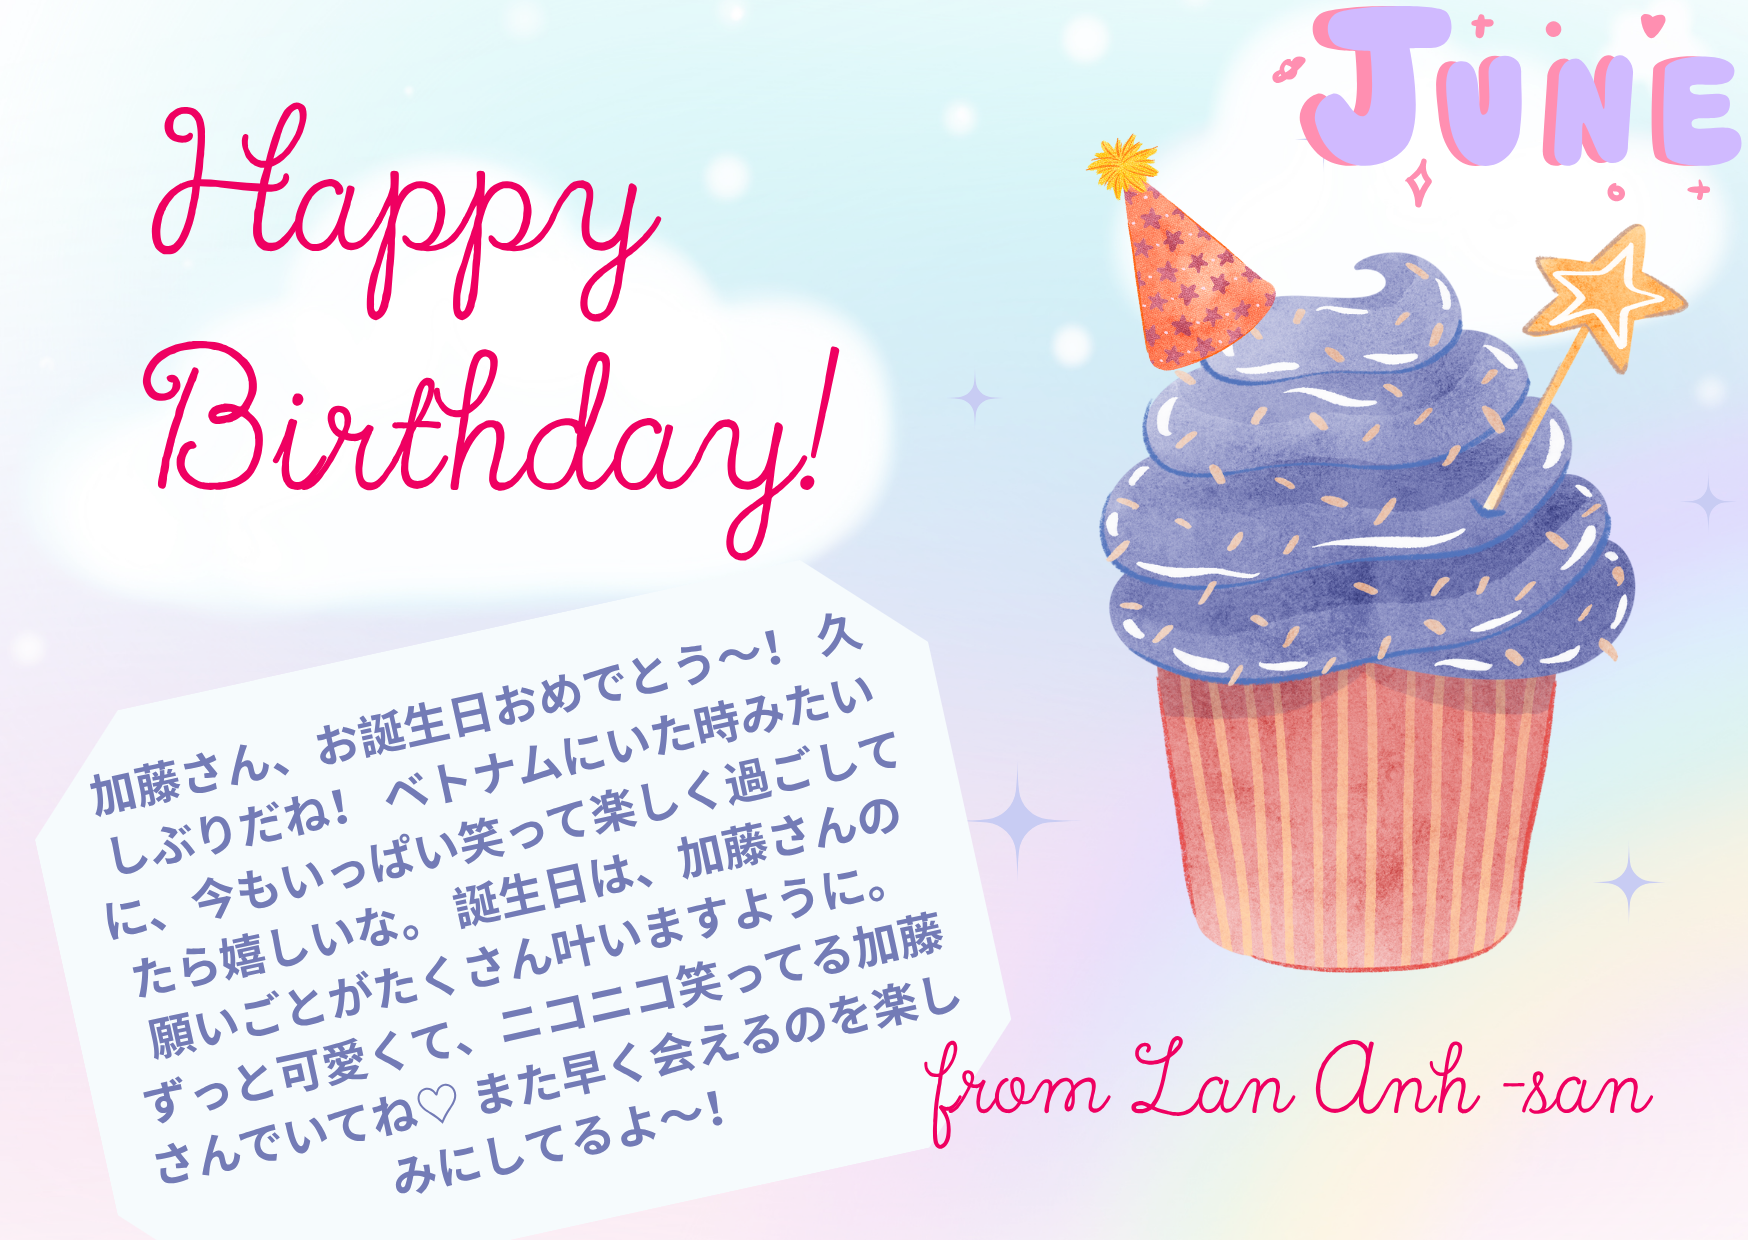 JUNE
Happy
Birthday!
加藤さん、お誕生日おめでとう～！ 久
しぶりだね！ ベトナムにいた時みたい
に、今もいっぱい笑って楽しく過ごして
たら嬉しいな。 誕生日は、加藤さんの
願いごとがたくさん叶いますように。
ずっと可愛くて、ニコニコ笑ってる加藤
さんでいてね♡ また早く会えるのを楽し
みにしてるよ～！
from Lan Anh -san